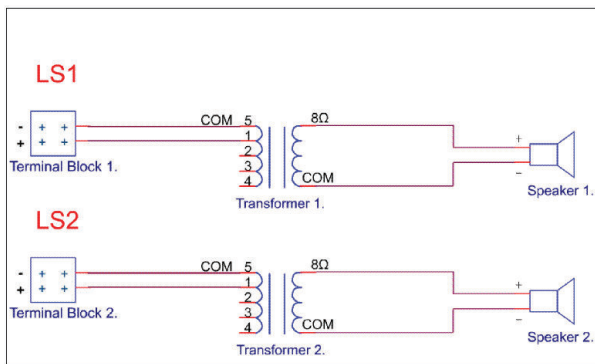 LS1
-
+
Terminal Block 1.
COM 5
1
2
3
4
Transformer 1.
8Ω
COM
+
-
Speaker 1.
LS2
-
+
Terminal Block 2.
COM 5
1
2
3
4
Transformer 2.
8Ω
COM
+
-
Speaker 2.